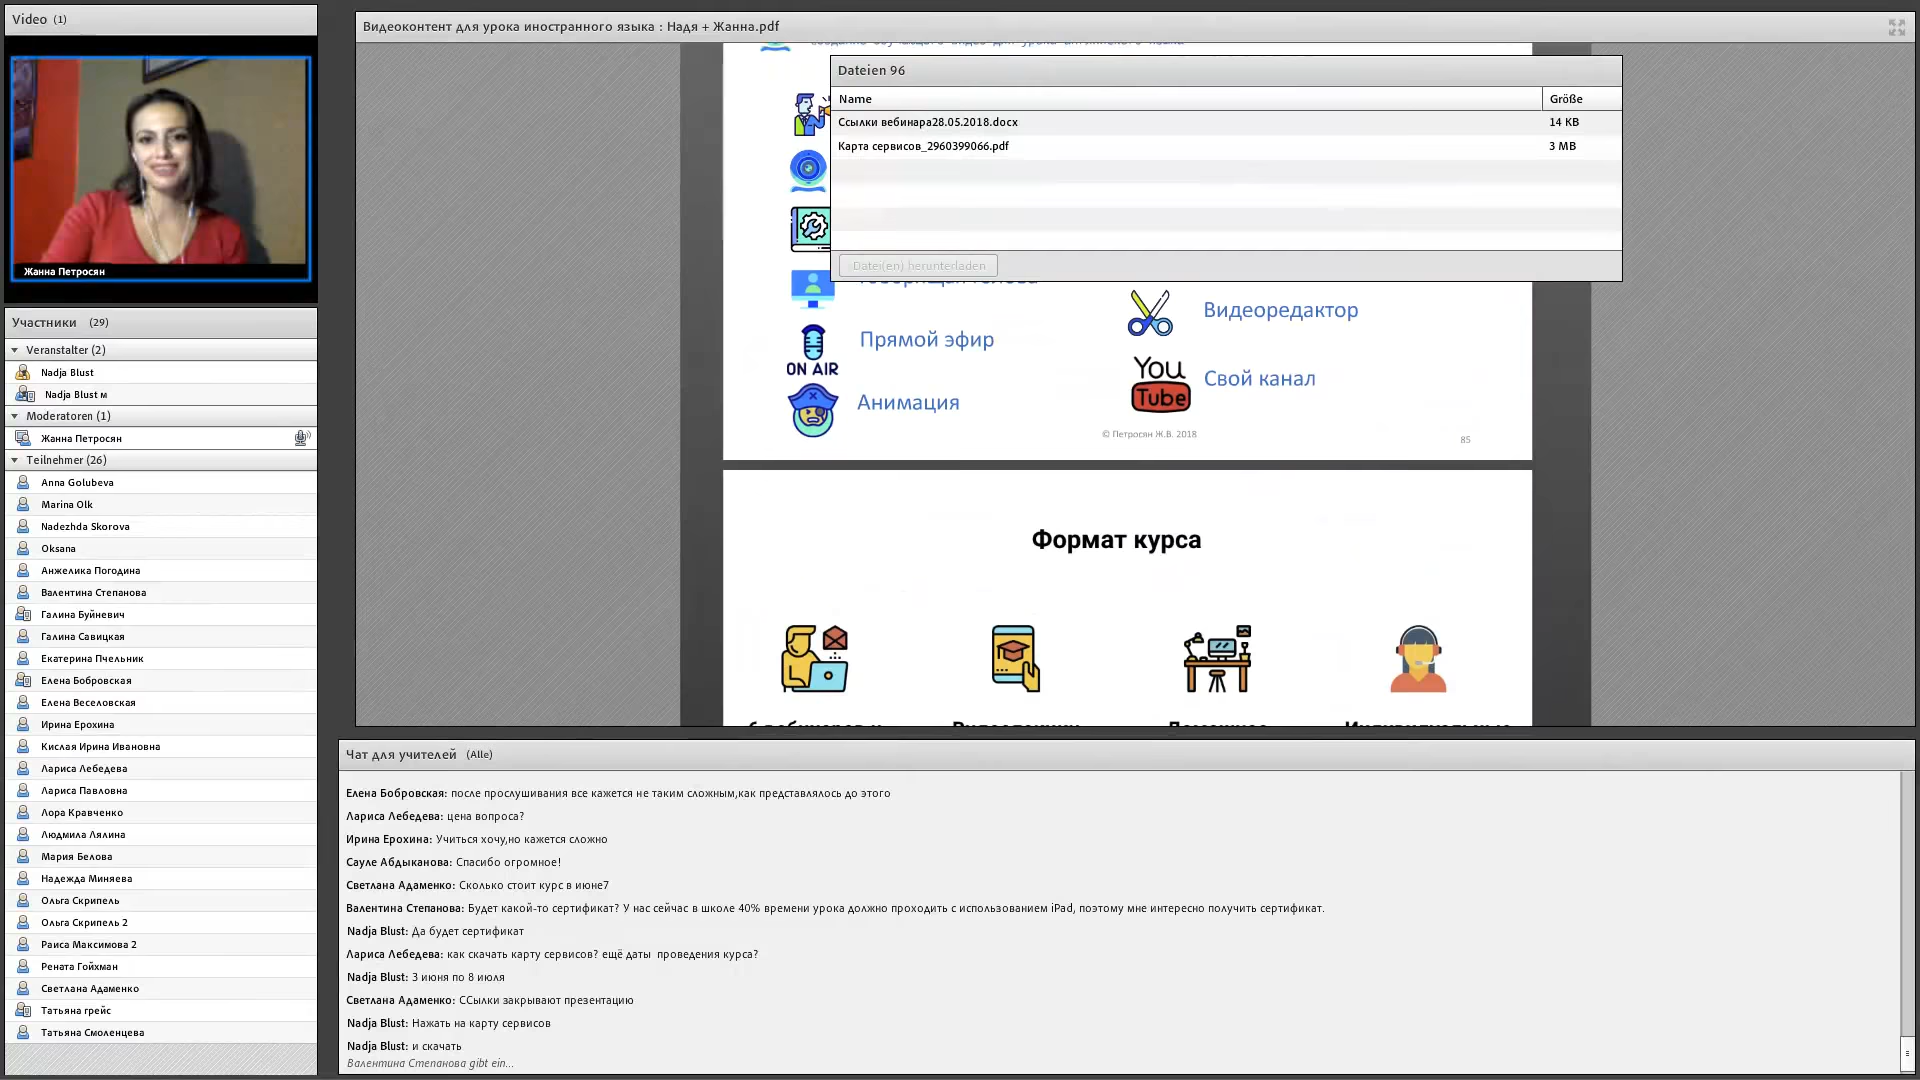 Video (1)
Жанна Петросян
Участники (29)
Veranstalter (2)
Nadja Blust
Nadja Blust м
Moderatoren (1)
Жанна Петросян
Teilnehmer (26)
Anna Golubeva
Marina Olk
Nadezhda Skorova
Oksana
Анжелика Погодина
Валентина Степанова
Галина Буйневич
Галина Савицкая
Екатерина Пчельник
Елена Бобровская
Елена Веселовская
Ирина Ерохина
Кислая Ирина Ивановна
Лариса Лебедева
Лариса Павловна
Лора Кравченко
Людмила Лялина
Мария Белова
Надежда Миняева
Ольга Скрипель
Ольга Скрипель 2
Раиса Максимова 2
Рената Гойхман
Светлана Адаменко
Татьяна грейс
Татьяна Смоленцева
Видеоконтент для урока иностранного языка : Надя + Жанна.pdf
Dateien 96
Name Größe
Ссылки вебинара28.05.2018.docx 14 KB
Карта сервисов_2960399066.pdf 3 MB
Datei(en) herunterladen
Видеоредактор
Прямой эфир
ON AIR
You Tube
Свой канал
Анимация
© Петросян Ж.В. 2018
85
Формат курса
Чат для учителей (Alle)
Елена Бобровская: после прослушивания все кажется не таким сложным,как представлялось до этого
Лариса Лебедева: цена вопроса?
Ирина Ерохина: Учиться хочу,но кажется сложно
Сауле Абдыканова: Спасибо огромное!
Светлана Адаменко: Сколько стоит курс в июне7
Валентина Степанова: Будет какой-то сертификат? У нас сейчас в школе 40% времени урока должно проходить с использованием iPad, поэтому мне интересно получить сертификат.
Nadja Blust: Да будет сертификат
Лариса Лебедева: как скачать карту сервисов? ещё даты проведения курса?
Nadja Blust: 3 июня по 8 июля
Светлана Адаменко: ССылки закрывают презентацию
Nadja Blust: Нажать на карту сервисов
Nadja Blust: и скачать
Валентина Степанова gibt ein...